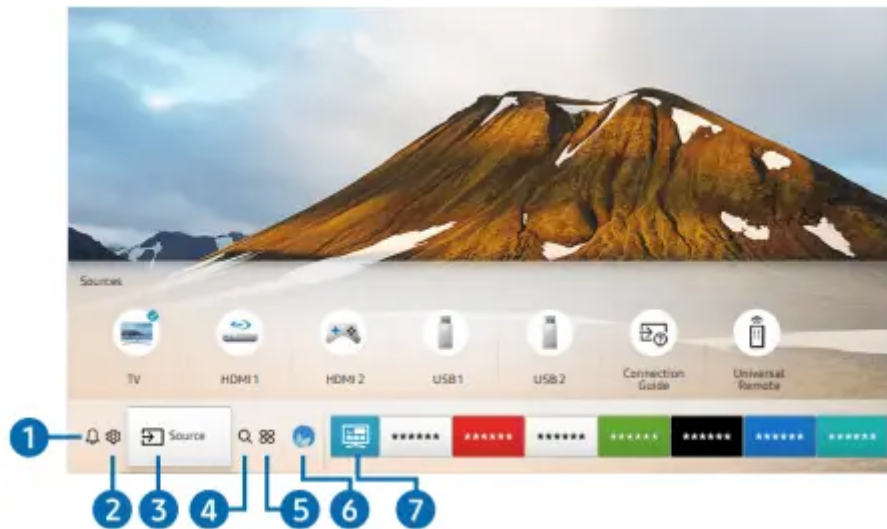 Sources
TV
HDMI 1
HDMI 2
USB 1
USB 2
Connection Guide
Universal Remote
1
Source
******
******
******
******
******
******
******
2
3
4
5
6
7